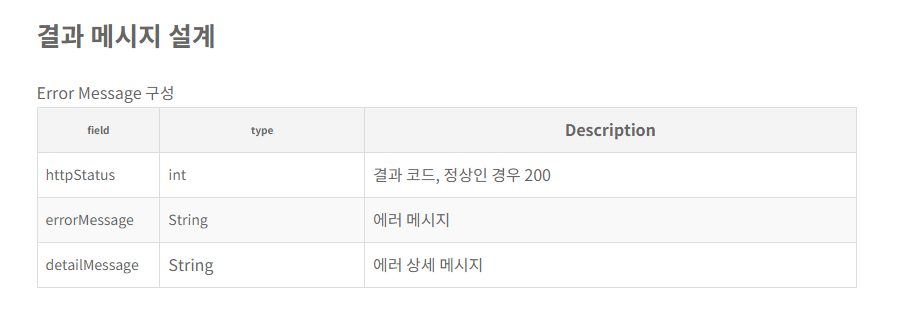 결과 메시지 설계
Error Message 구성
field type Description
httpStatus int 결과 코드, 정상인 경우 200
errorMessage String 에러 메시지
detailMessage String 에러 상세 메시지